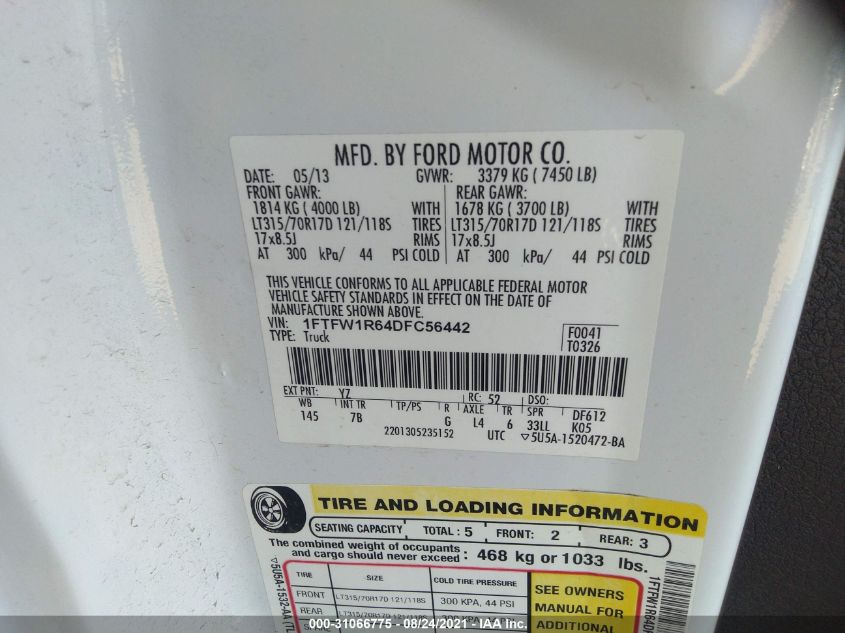 MFD. BY FORD MOTOR CO.
DATE: 05/13 GVWR: 3379 KG ( 7450 LB)
FRONT GAWR: REAR GAWR:
1814 KG ( 4000 LB) WITH 1678 KG ( 3700 LB) WITH
LT315/70R17D 121/118S TIRES LT315/70R17D 121/118S TIRES
17x8.5J RIMS 17x8.5J RIMS
AT 300 kPa/ 44 PSI COLD AT 300 kPa/ 44 PSI COLD
THIS VEHICLE CONFORMS TO ALL APPLICABLE FEDERAL MOTOR
VEHICLE SAFETY STANDARDS IN EFFECT ON THE DATE OF
MANUFACTURE SHOWN ABOVE.
VIN: 1FTFW1R64DFC56442 F0041
TYPE: Truck T0326
EXT PNT: YZ RC: 52 DSO:
WB INT TR TP/PS R AXLE TR SPR DF612
145 7B G L4 6 33LL K05
2201305235152 UTC ▽5U5A-1520472-BA
TIRE AND LOADING INFORMATION
SEATING CAPACITY TOTAL : 5 FRONT: 2 REAR: 3
The combined weight of occupants
and cargo should never exceed : 468 kg or 1033 lbs.
TIRE SIZE COLD TIRE PRESSURE
FRONT LT315/70R17D 121/118S 300 KPA, 44 PSI
REAR LT315/70R17D 121/118S
SEE OWNERS
MANUAL FOR
ADDITIONAL
▽5U5A-1532-AA
1FTFW1R64D
000-31066775 - 08/24/2021 - IAA Inc.